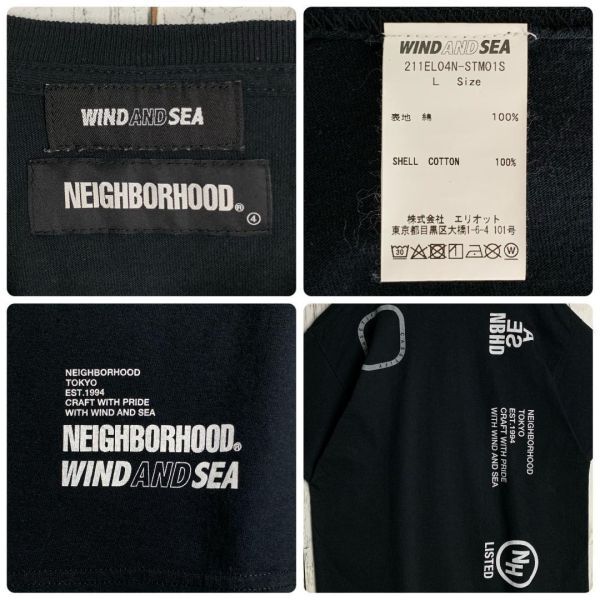 WIND AND SEA
NEIGHBORHOOD®
4
WIND AND SEA
211EL04N-STM01S
L Size
表地 綿 100%
SHELL COTTON 100%
株式会社 エリオット
東京都目黒区大橋1-6-4 101号
30
W
NEIGHBORHOOD
TOKYO
EST.1994
CRAFT WITH PRIDE
WITH WIND AND SEA
NEIGHBORHOOD®
WIND AND SEA
SEA
NBHD
NEIGHBORHOOD
TOKYO
EST.1994
CRAFT WITH PRIDE
WITH WIND AND SEA
NH
LISTED